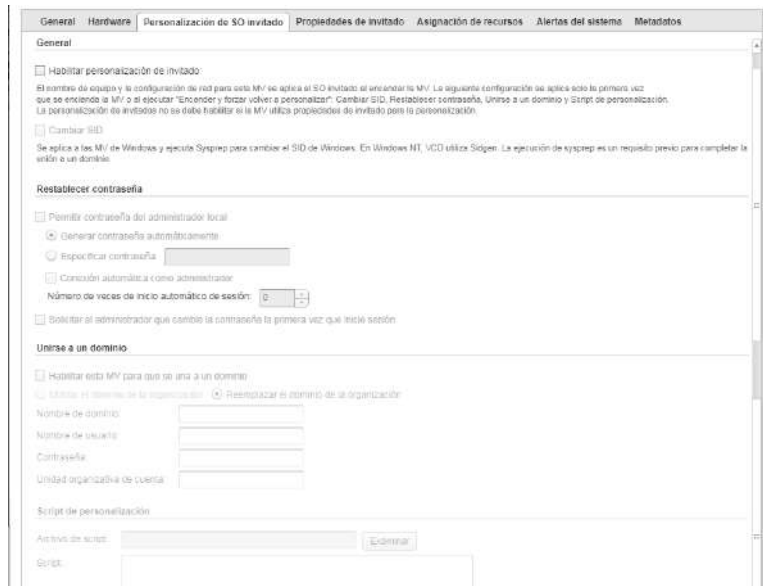 General Hardware Personalización de SO invitado Propiedades de invitado Asignación de recursos Alertas del sistema Metadatos
General
Habilitar personalización de invitado
El nombre de equipo y la configuración de red para esta MV se aplica al SO invitado al encender la MV. La siguiente configuración se aplica solo la primera vez
que se encienda la MV o al ejecutar "Encender y forzar volver a personalizar": Cambiar SID, Restablecer contraseña, Unirse a un dominio y Script de personalización.
La personalización de invitados no se debe habilitar si la MV utiliza propiedades de invitado para la personalización.
Cambiar SID
Se aplica a las MV de Windows y ejecuta Sysprep para cambiar el SID de Windows. En Windows NT, VCD utiliza Sidgen. La ejecución de sysprep es un requisito previo para completar la
unión a un dominio.
Restablecer contraseña
Permitir contraseña del administrador local
Generar contraseña automáticamente
Especificar contraseña
Conexión automática como administrador
Número de veces de inicio automático de sesión: 0
Solicitar al administrador que cambie la contraseña la primera vez que inicie sesión
Unirse a un dominio
Habilitar esta MV para que se una a un dominio
Utilizar el dominio de la organización Reemplazar el dominio de la organización:
Nombre de dominio:
Nombre de usuario:
Contraseña:
Unidad organizativa de cuenta:
Script de personalización
Archivo de script: Examinar
Script: